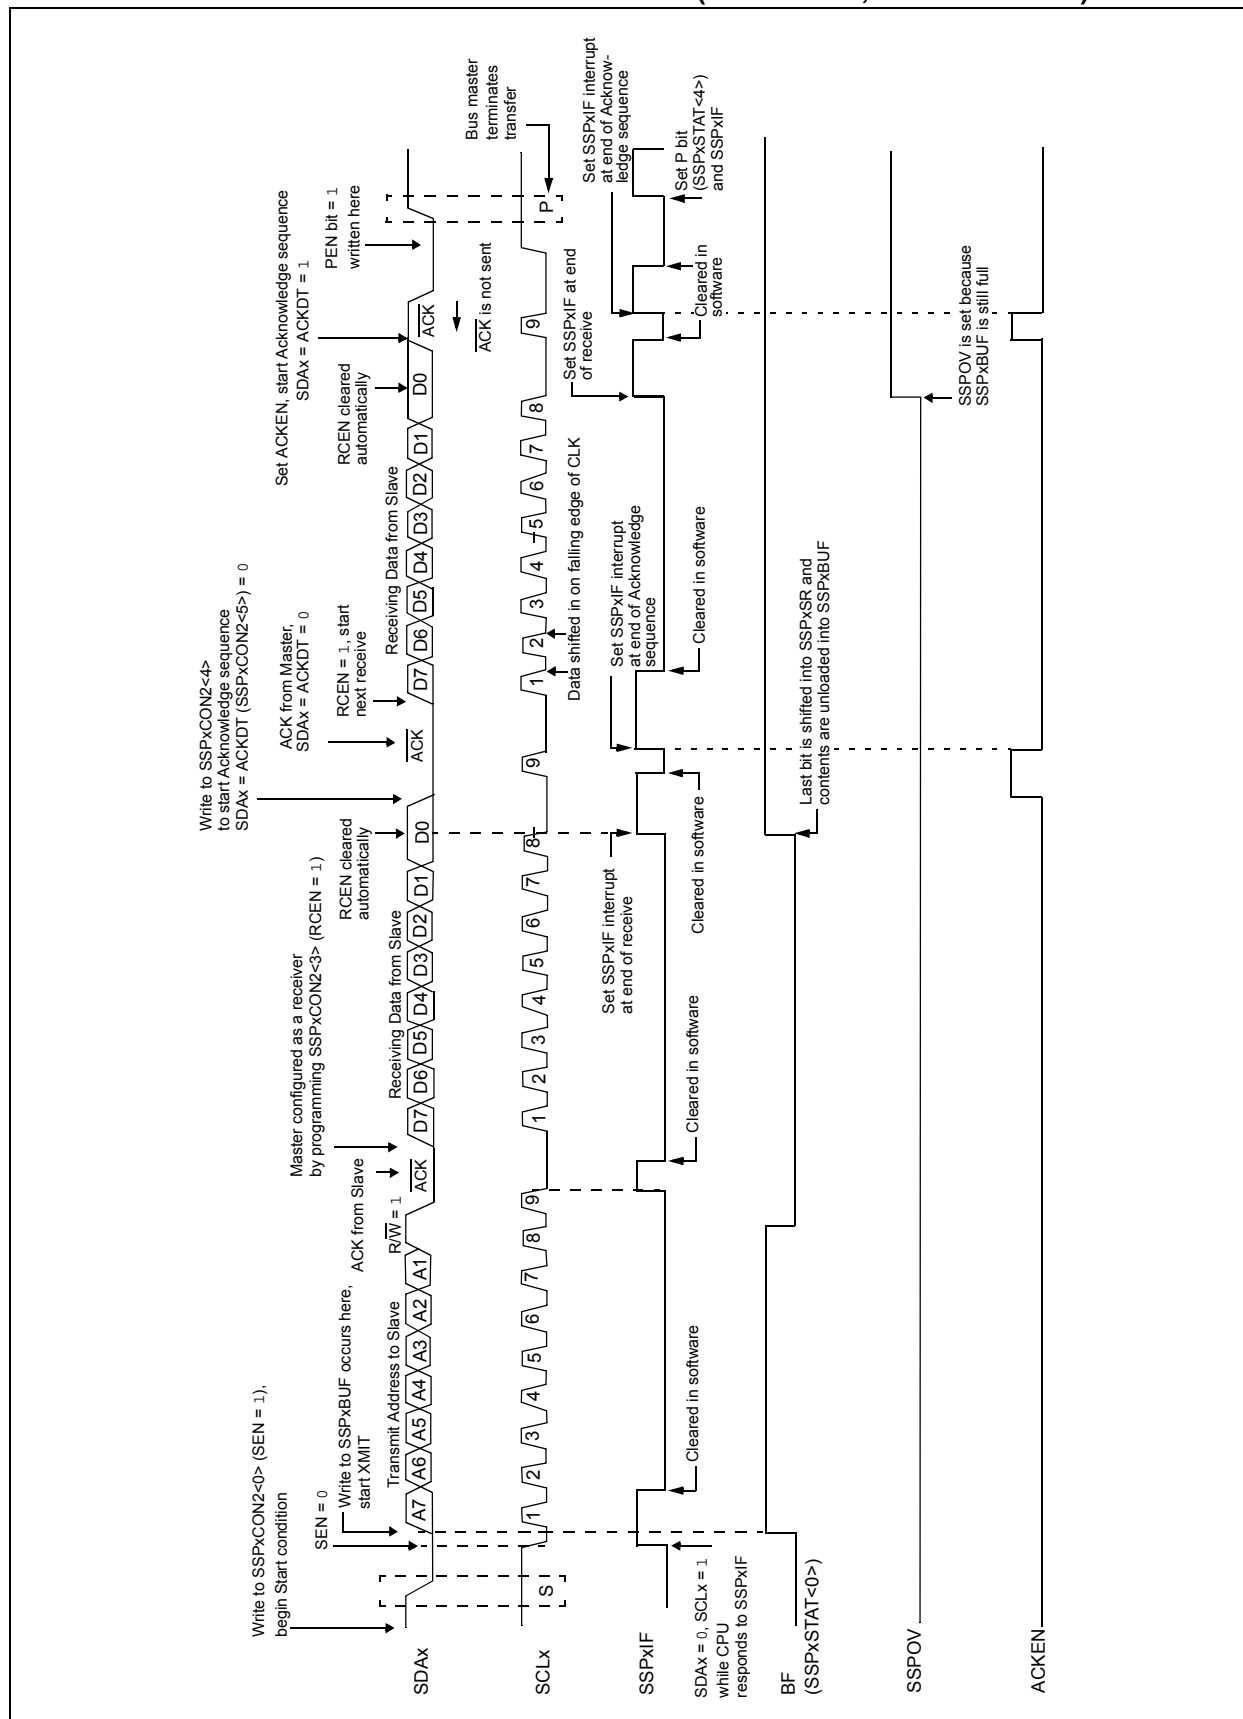 Write to SSPxCON2<4>
to start Acknowledge sequence
SDAx = ACKDT (SSPxCON2<5>) = 0
Set ACKEN, start Acknowledge sequence
SDAx = ACKDT = 1
ACK from Master,
SDAx = ACKDT = 0
PEN bit = 1
written here
Write to SSPxCON2<0> (SEN = 1),
begin Start condition
Master configured as a receiver
by programming SSPxCON2<3> (RCEN = 1)
RCEN cleared
automatically
RCEN = 1, start
next receive
RCEN cleared
automatically
SEN = 0
Write to SSPxBUF occurs here,
start XMIT
ACK from Slave
Transmit Address to Slave
R/W = 1
Receiving Data from Slave
Receiving Data from Slave
SDAx
A7 A6 A5 A4 A3 A2 A1
ACK
D7 D6 D5 D4 D3 D2 D1 D0
ACK
D7 D6 D5 D4 D3 D2 D1 D0
ACK
ACK is not sent
Bus master
terminates
transfer
SCLx
S
1 2 3 4 5 6 7 8 9
1 2 3 4 5 6 7 8 9
1 2 3 4 5 6 7 8 9
P
Data shifted in on falling edge of CLK
Set SSPxIF interrupt
at end of receive
Set SSPxIF interrupt
at end of Acknowledge
sequence
Set SSPxIF at end
of receive
Set SSPxIF interrupt
at end of Acknow-
ledge sequence
SSPxIF
SDAx = 0, SCLx = 1
while CPU
responds to SSPxIF
Cleared in software
Cleared in software
Cleared in software
Cleared in software
Cleared in
software
Set P bit
(SSPxSTAT<4>)
and SSPxIF
BF
(SSPxSTAT<0>)
Last bit is shifted into SSPxSR and
contents are unloaded into SSPxBUF
SSPOV
SSPOV is set because
SSPxBUF is still full
ACKEN